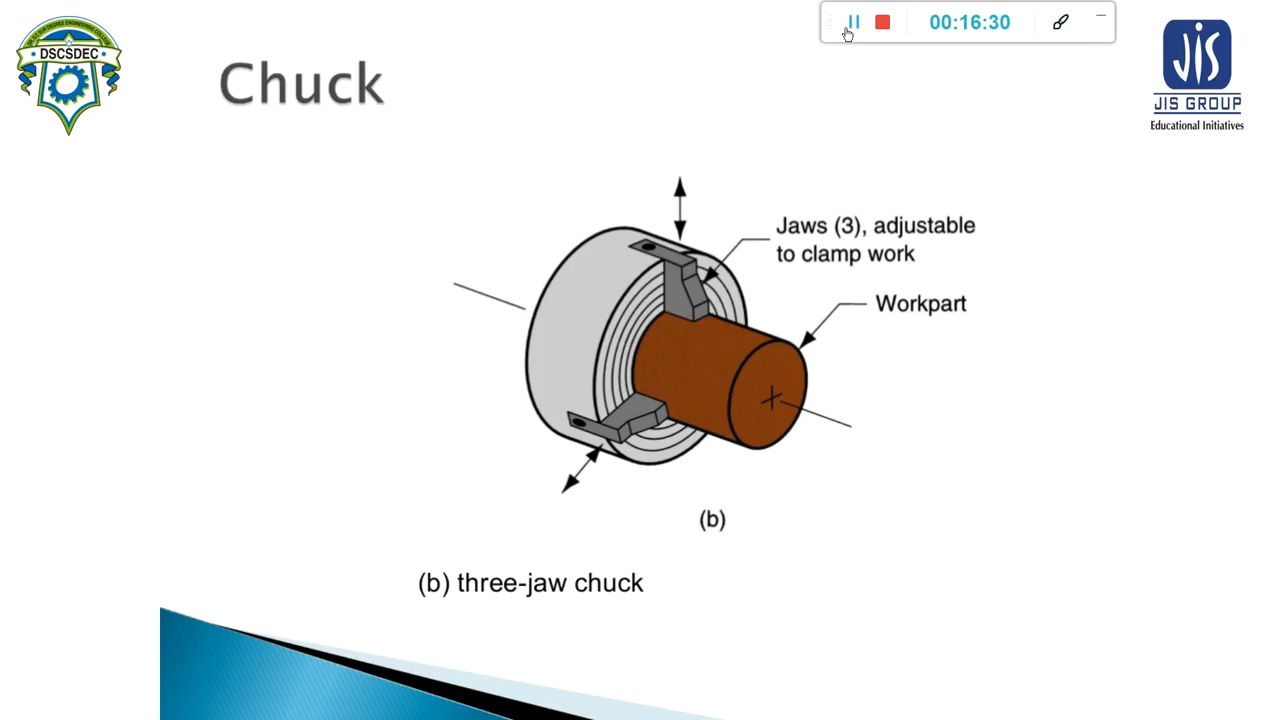 00:16:30
DSCSDEC
JIS
JIS GROUP
Educational Initiatives
Chuck
Jaws (3), adjustable
to clamp work
Workpart
(b)
(b) three-jaw chuck